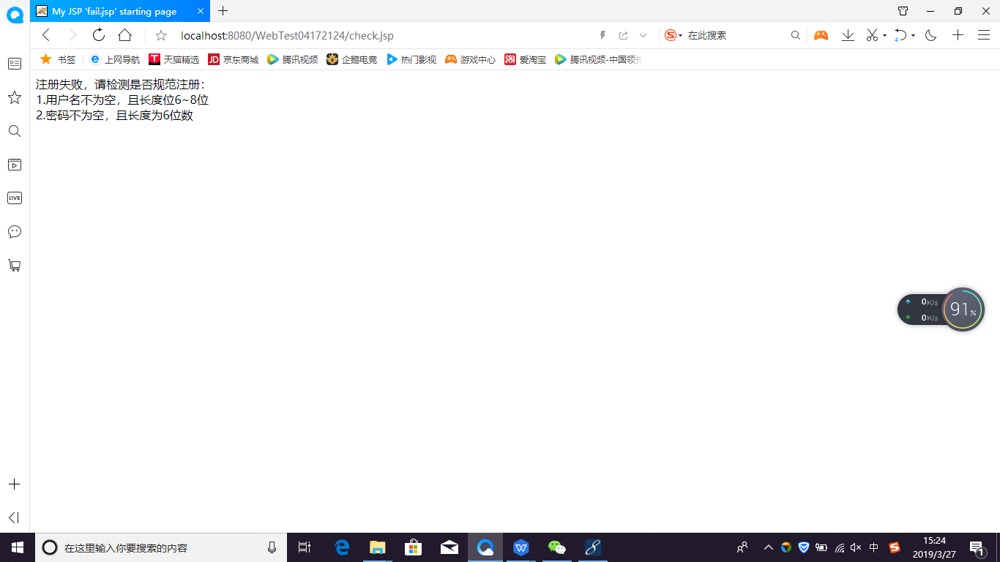 My JSP 'fail.jsp' starting page
localhost:8080/WebTest04172124/check.jsp
在此搜索
书签
上网导航
天猫精选
京东商城
腾讯视频
企鹅电竞
热门影视
游戏中心
爱淘宝
腾讯视频-中国领先
注册失败，请检测是否规范注册：
1.用户名不为空，且长度位6~8位
2.密码不为空，且长度为6位数
LIVE
0K/s
0K/s
91%
在这里输入你要搜索的内容
中
15:24
2019/3/27
1